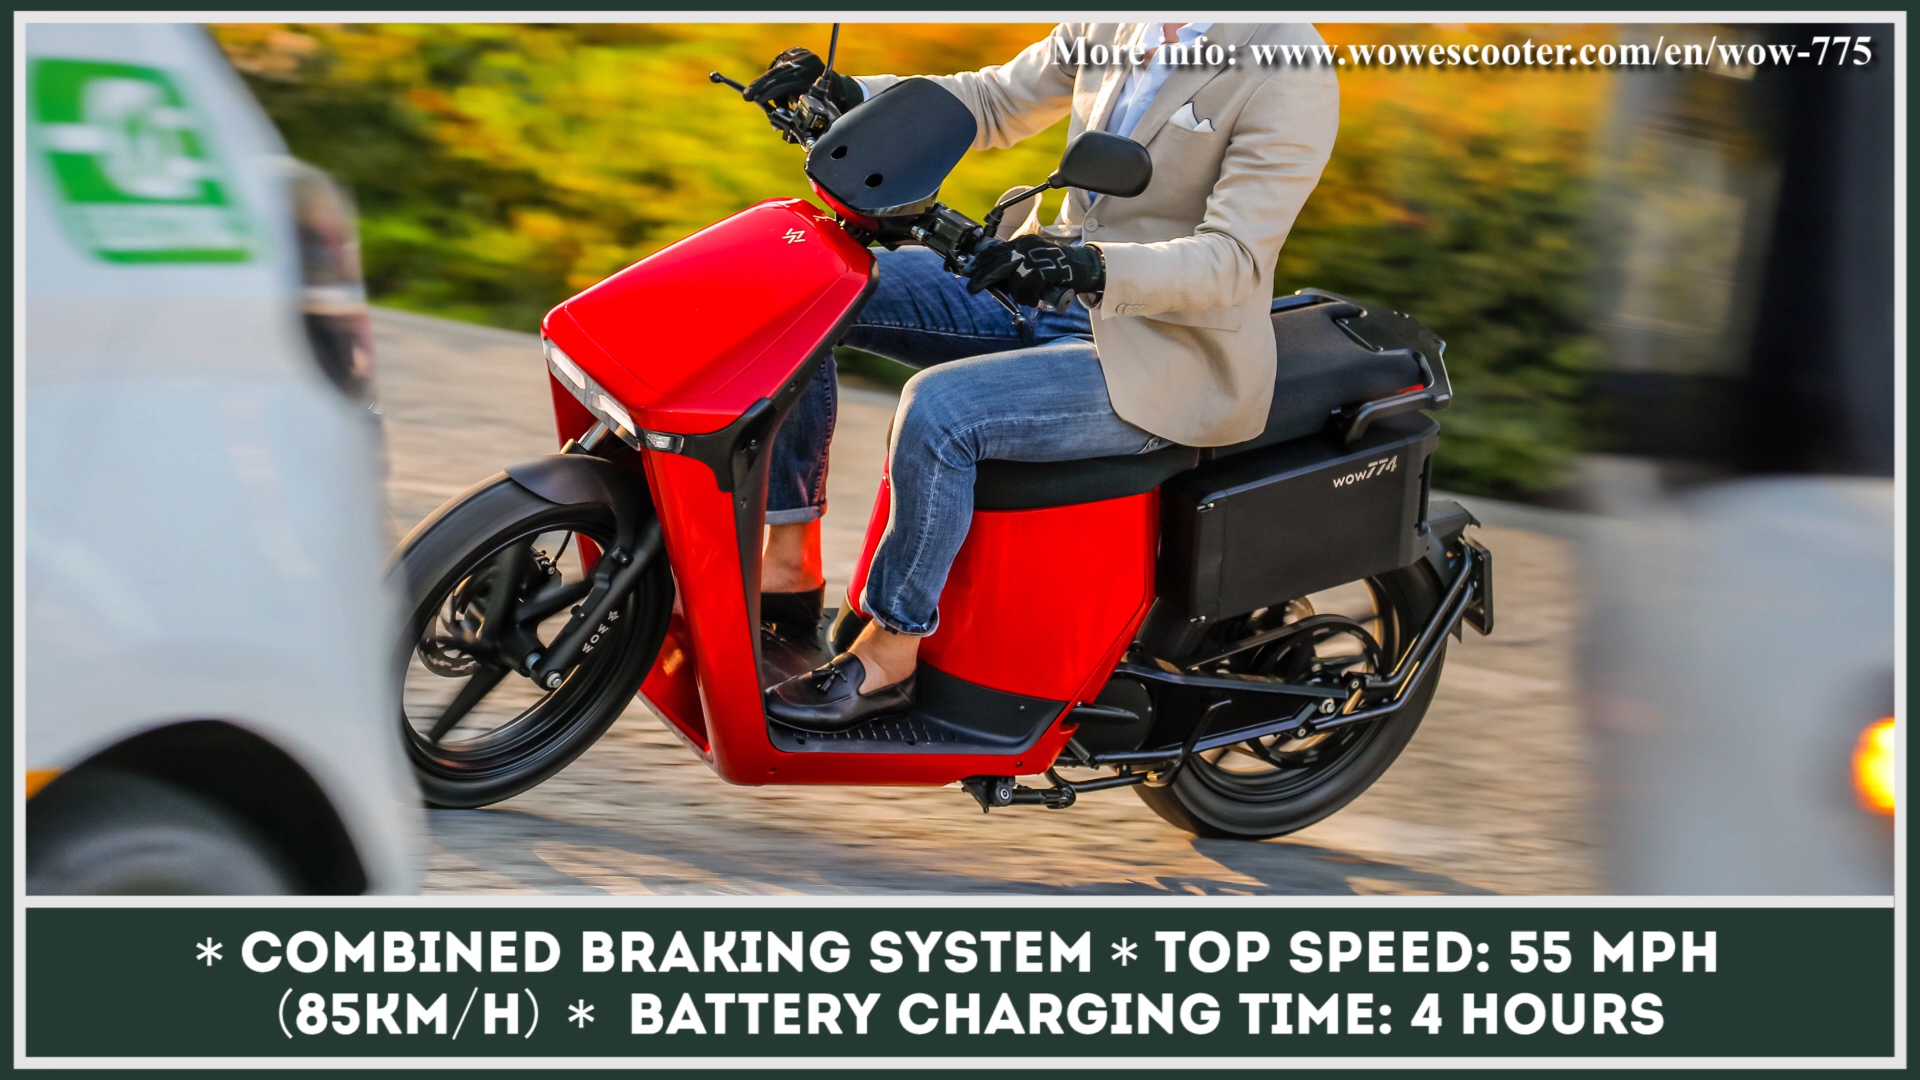 More info: www.wowescooter.com/en/wow-775
wow774
WOW
* COMBINED BRAKING SYSTEM * TOP SPEED: 55 MPH
(85KM/H) * BATTERY CHARGING TIME: 4 HOURS